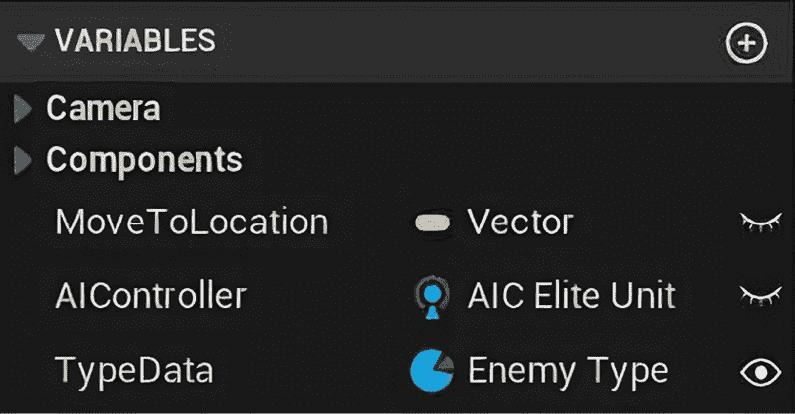 VARIABLES
Camera
Components
MoveToLocation Vector
AIController AIC Elite Unit
TypeData Enemy Type